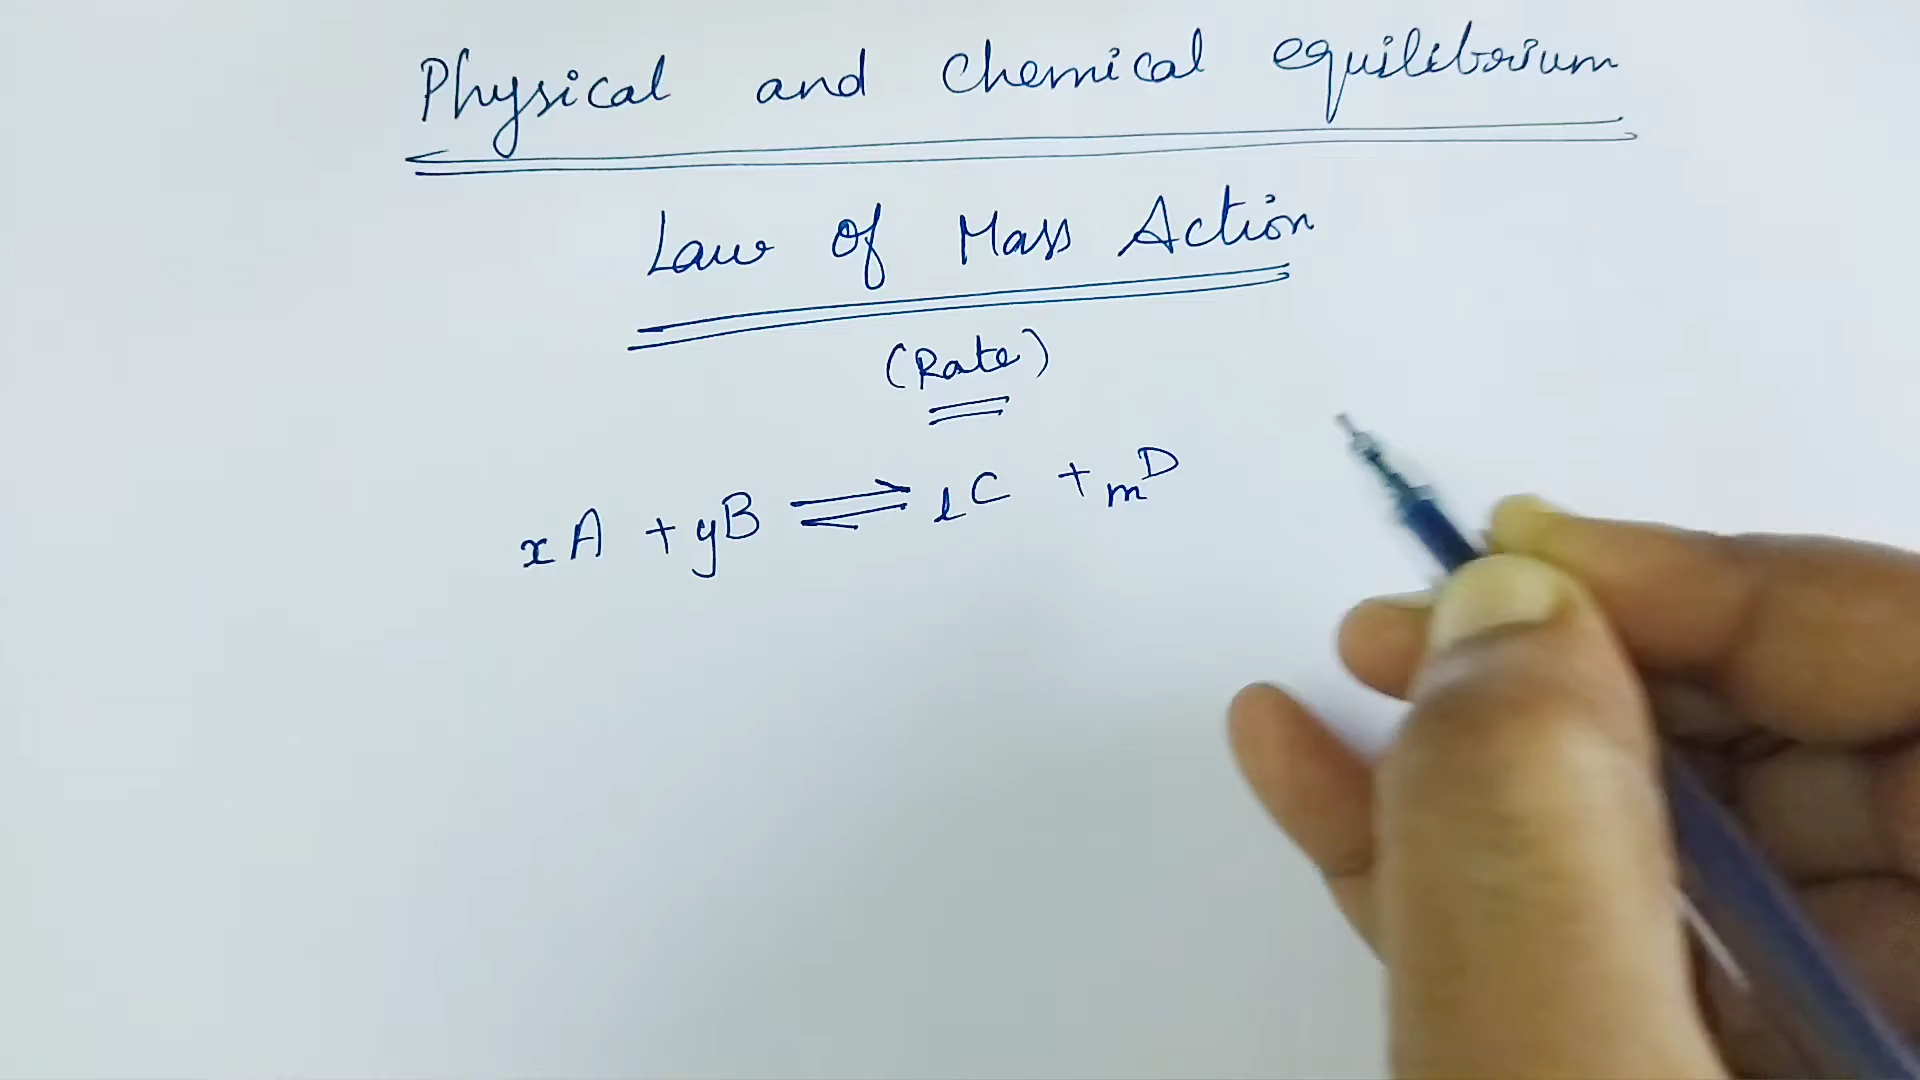 Physical and Chemical equilibrium
Law Of Mass Action
(Rate)
xA + yB ⇌ lC + mD